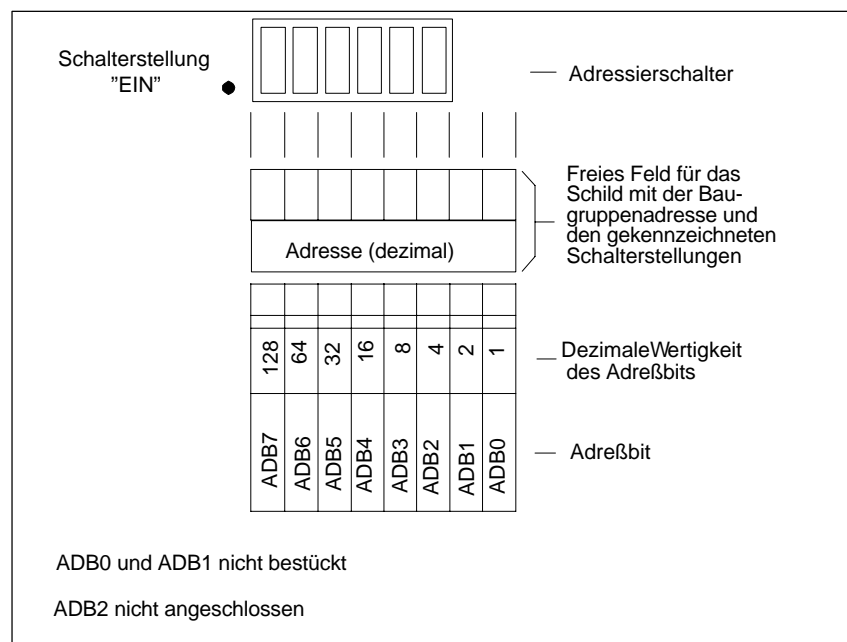 Schalterstellung
”EIN”
Adressierschalter
Freies Feld für das
Schild mit der Bau-
gruppenadresse und
den gekennzeichneten
Schalterstellungen
Adresse (dezimal)
128 64 32 16 8 4 2 1
DezimaleWertigkeit
des Adreßbits
ADB7 ADB6 ADB5 ADB4 ADB3 ADB2 ADB1 ADB0
Adreßbit
ADB0 und ADB1 nicht bestückt
ADB2 nicht angeschlossen